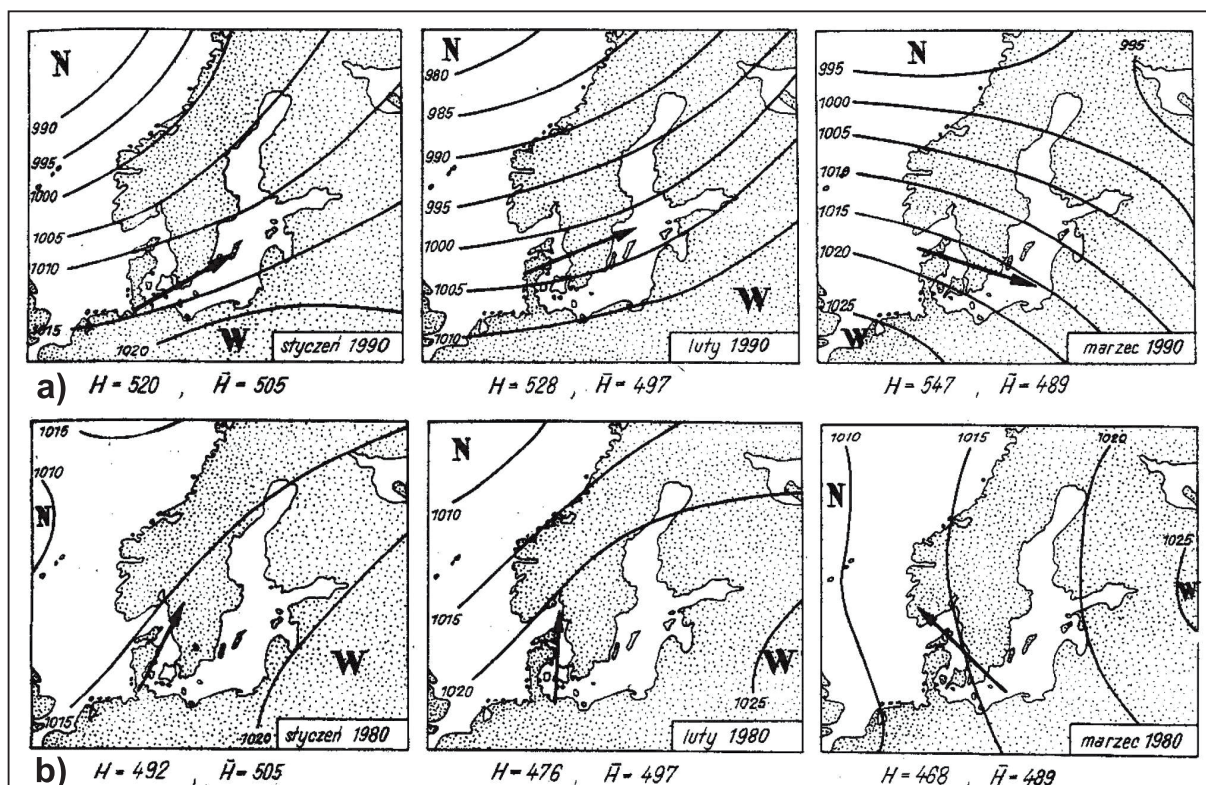 N
990
995
1000
1005
1010
1015
1020
W
styczeń 1990
N
980
985
990
995
1000
1005
1010
W
luty 1990
N
995
995
1000
1005
1010
1015
1020
1025
W
marzec 1990
a) H = 520 , H̄ = 505
H = 528 , H̄ = 497
H = 547 , H̄ = 489
1015
1010
N
1015
1020
W
styczeń 1980
N
1010
1015
1020
1025
W
luty 1980
1010
1015
1020
N
1025
W
marzec 1980
b) H = 492 , H̄ = 505
H = 476 , H̄ = 497
H = 468 , H̄ = 489